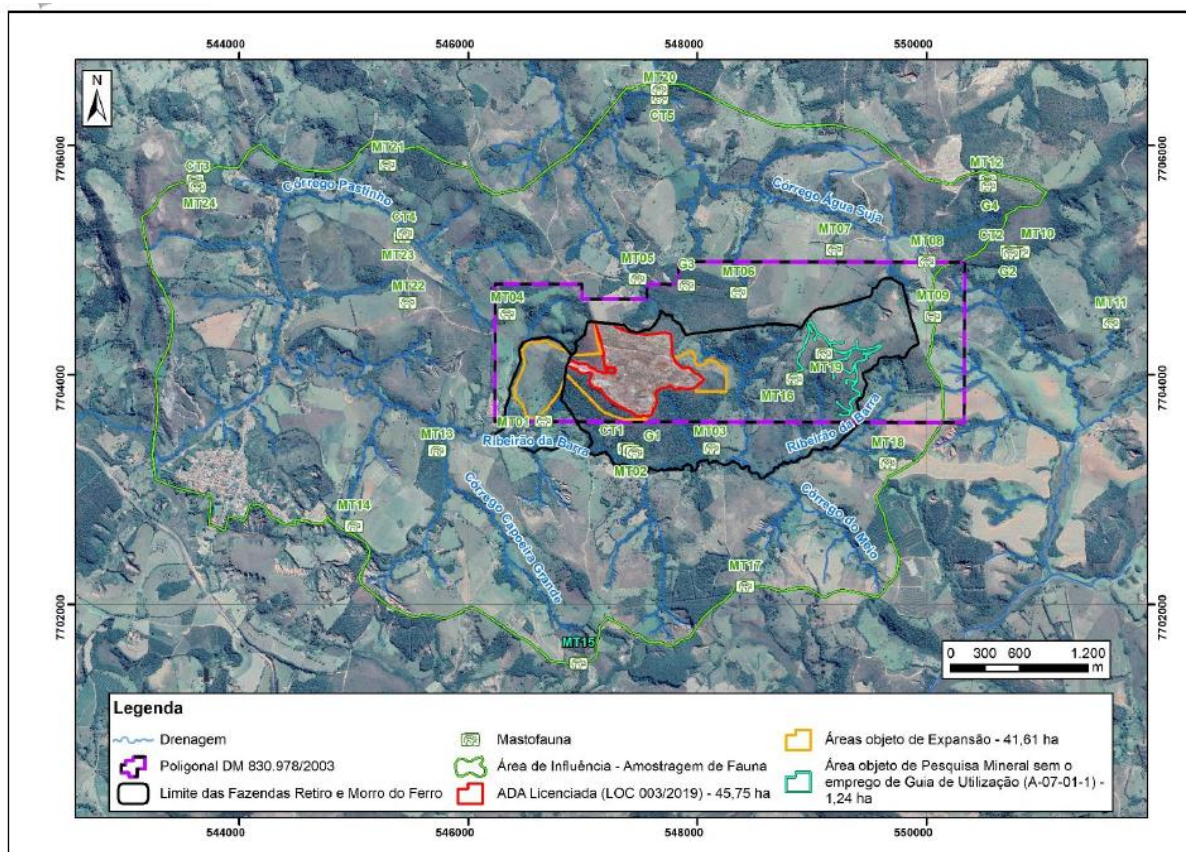 544000 546000 548000 550000
N
MT20
CT5
7706000 7706000
MT21
CT3
MT24
Córrego Pastinho
MT12
Córrego Água Suja
G4
CT4
MT23
MT07
CT2
MT10
MT08
G2
MT05
G3
MT06
MT22
MT04
MT09
MT11
7704000 7704000
MT19
MT16
MT01
Ribeirão da Barra
CT1
G1
MT02
MT03
Ribeirão da Barra
MT13
MT18
Córrego Capoeira Grande
MT14
Córrego do Meio
MT17
7702000 7702000
MT15
0 300 600 1.200
m
Legenda
Drenagem
Poligonal DM 830.978/2003
Limite das Fazendas Retiro e Morro do Ferro
Mastofauna
Área de Influência - Amostragem de Fauna
ADA Licenciada (LOC 003/2019) - 45,75 ha
Áreas objeto de Expansão - 41,61 ha
Área objeto de Pesquisa Mineral sem o
emprego de Guia de Utilização (A-07-01-1) -
1,24 ha
544000 546000 548000 550000